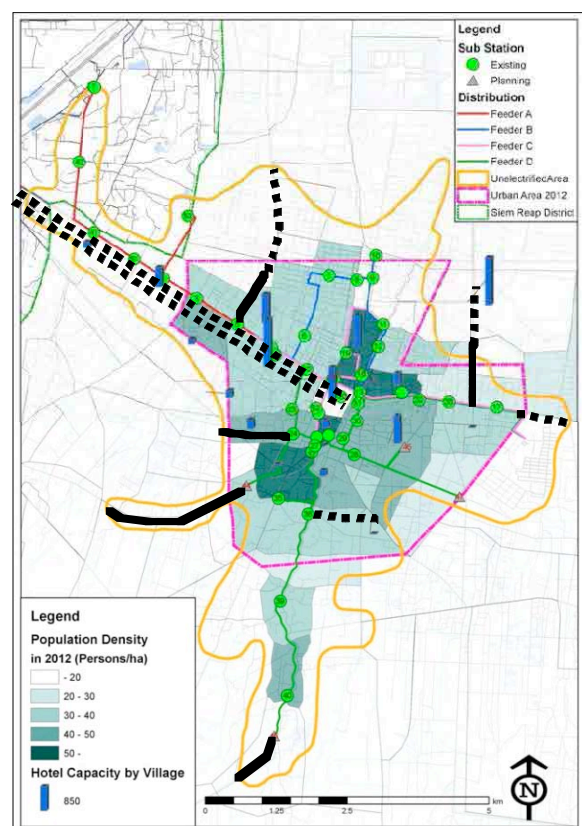 Legend
Sub Station
Existing
Planning
Distribution
Feeder A
Feeder B
Feeder C
Feeder D
UnelectrifiedArea
Urban Area 2012
Siem Reap District
Legend
Population Density
in 2012 (Persons/ha)
- 20
20 - 30
30 - 40
40 - 50
50 -
Hotel Capacity by Village
850
km
0 1.25 2.5 5
N